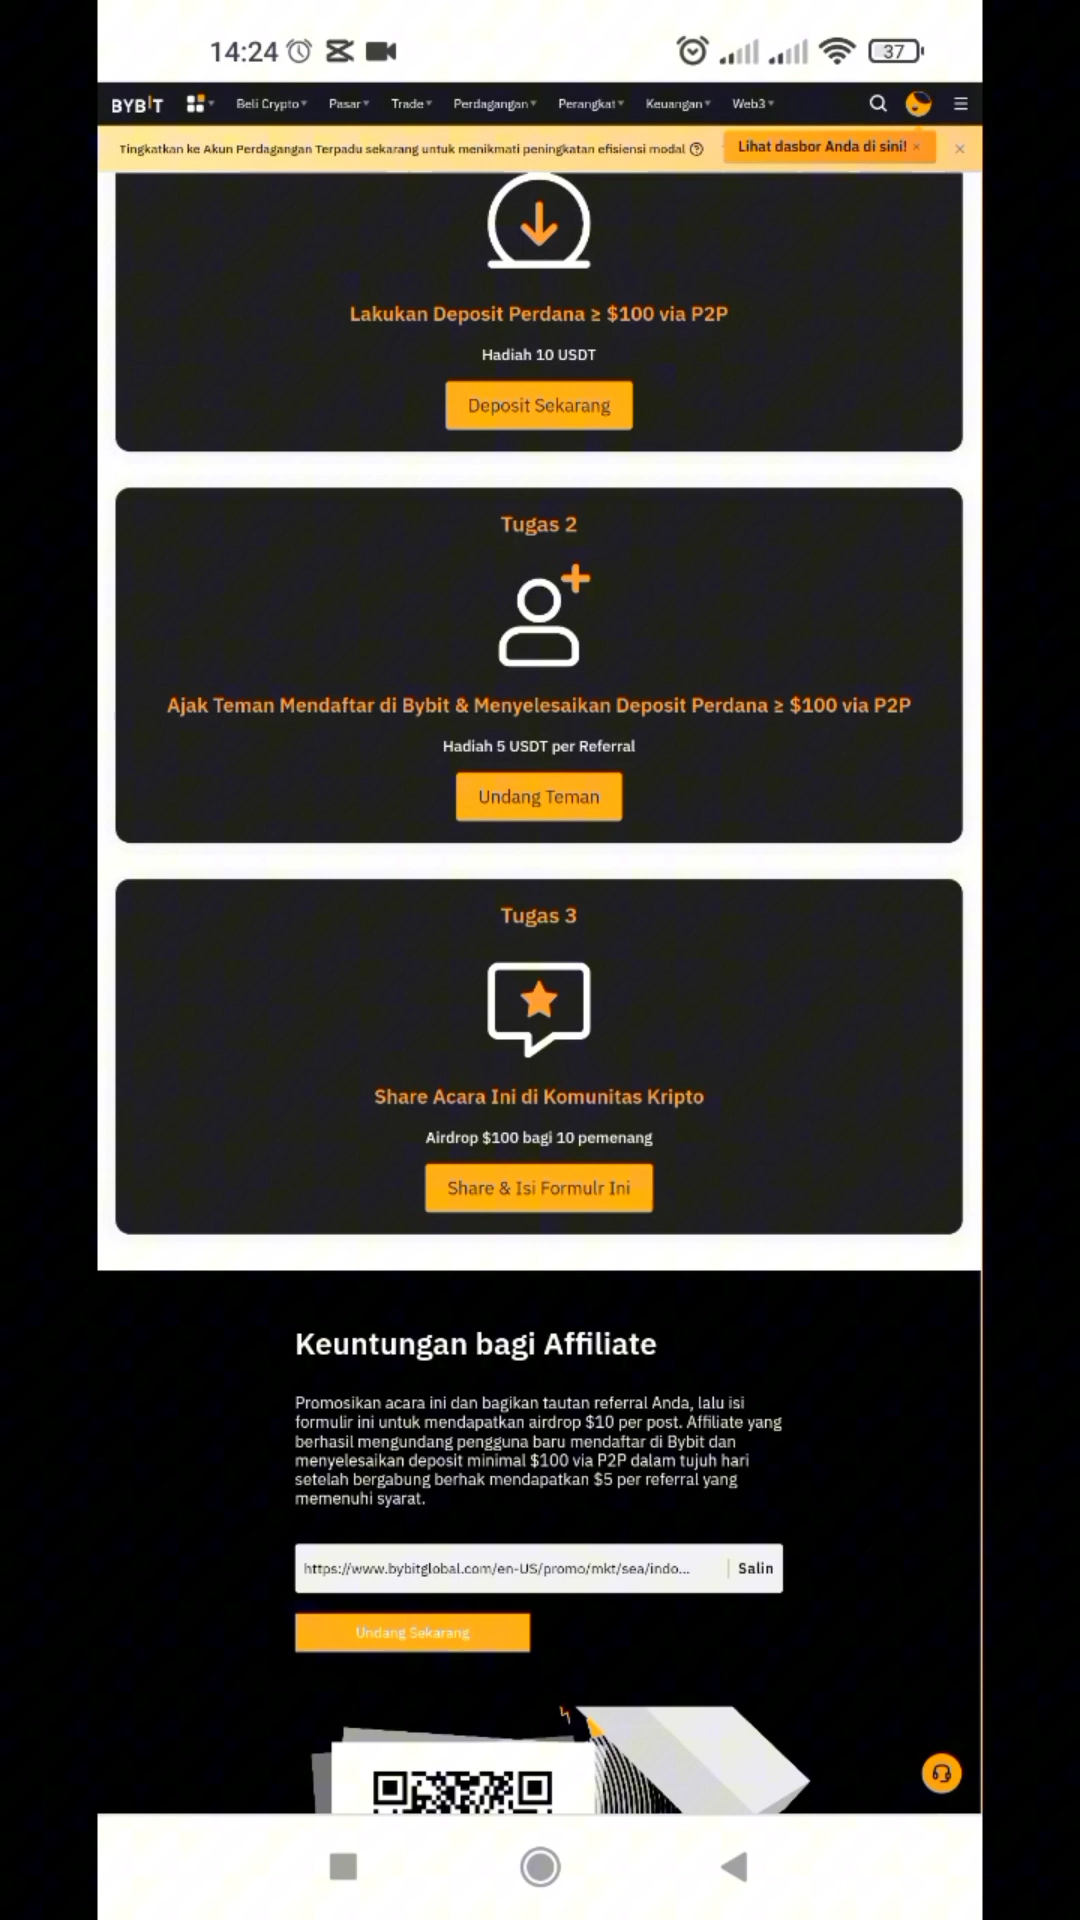 14:24
37
BYBIT
Beli Crypto
Pasar
Trade
Perdagangan
Perangkat
Keuangan
Web3
Tingkatkan ke Akun Perdagangan Terpadu sekarang untuk menikmati peningkatan efisiensi modal
Lihat dasbor Anda di sini!
Lakukan Deposit Perdana ≥ $100 via P2P
Hadiah 10 USDT
Deposit Sekarang
Tugas 2
Ajak Teman Mendaftar di Bybit & Menyelesaikan Deposit Perdana ≥ $100 via P2P
Hadiah 5 USDT per Referral
Undang Teman
Tugas 3
Share Acara Ini di Komunitas Kripto
Airdrop $100 bagi 10 pemenang
Share & Isi Formulr Ini
Keuntungan bagi Affiliate
Promosikan acara ini dan bagikan tautan referral Anda, lalu isi
formulir ini untuk mendapatkan airdrop $10 per post. Affiliate yang
berhasil mengundang pengguna baru mendaftar di Bybit dan
menyelesaikan deposit minimal $100 via P2P dalam tujuh hari
setelah bergabung berhak mendapatkan $5 per referral yang
memenuhi syarat.
https://www.bybitglobal.com/en-US/promo/mkt/sea/indo...
Salin
Undang Sekarang